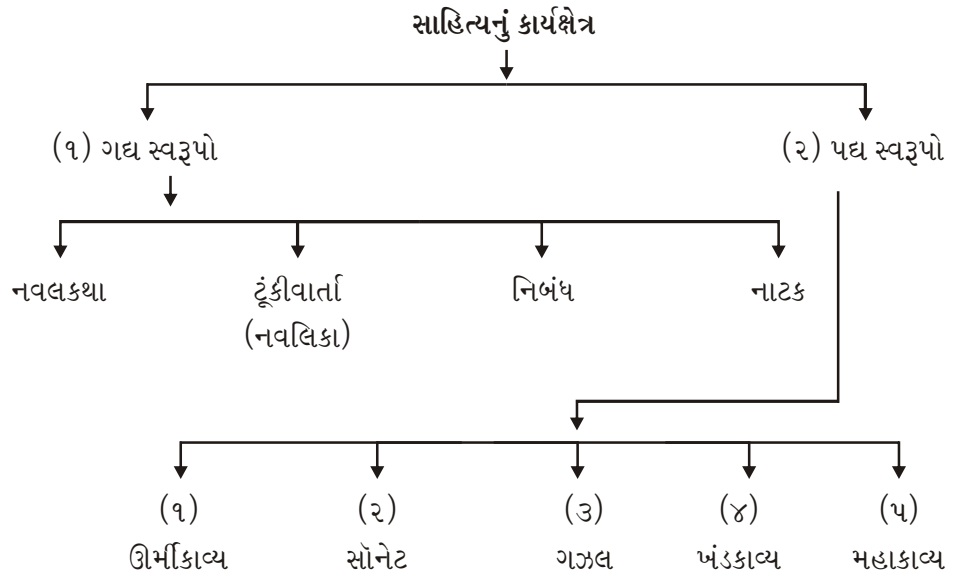 સાહિત્યનું કાર્યક્ષેત્ર
(૧) ગદ્ય સ્વરૂપો
(૨) પદ્ય સ્વરૂપો
નવલકથા
ટૂંકીવાર્તા
(નવલિકા)
નિબંધ
નાટક
(૧)
ઊર્મીકાવ્ય
(૨)
સૉનેટ
(૩)
ગઝલ
(૪)
ખંડકાવ્ય
(૫)
મહાકાવ્ય